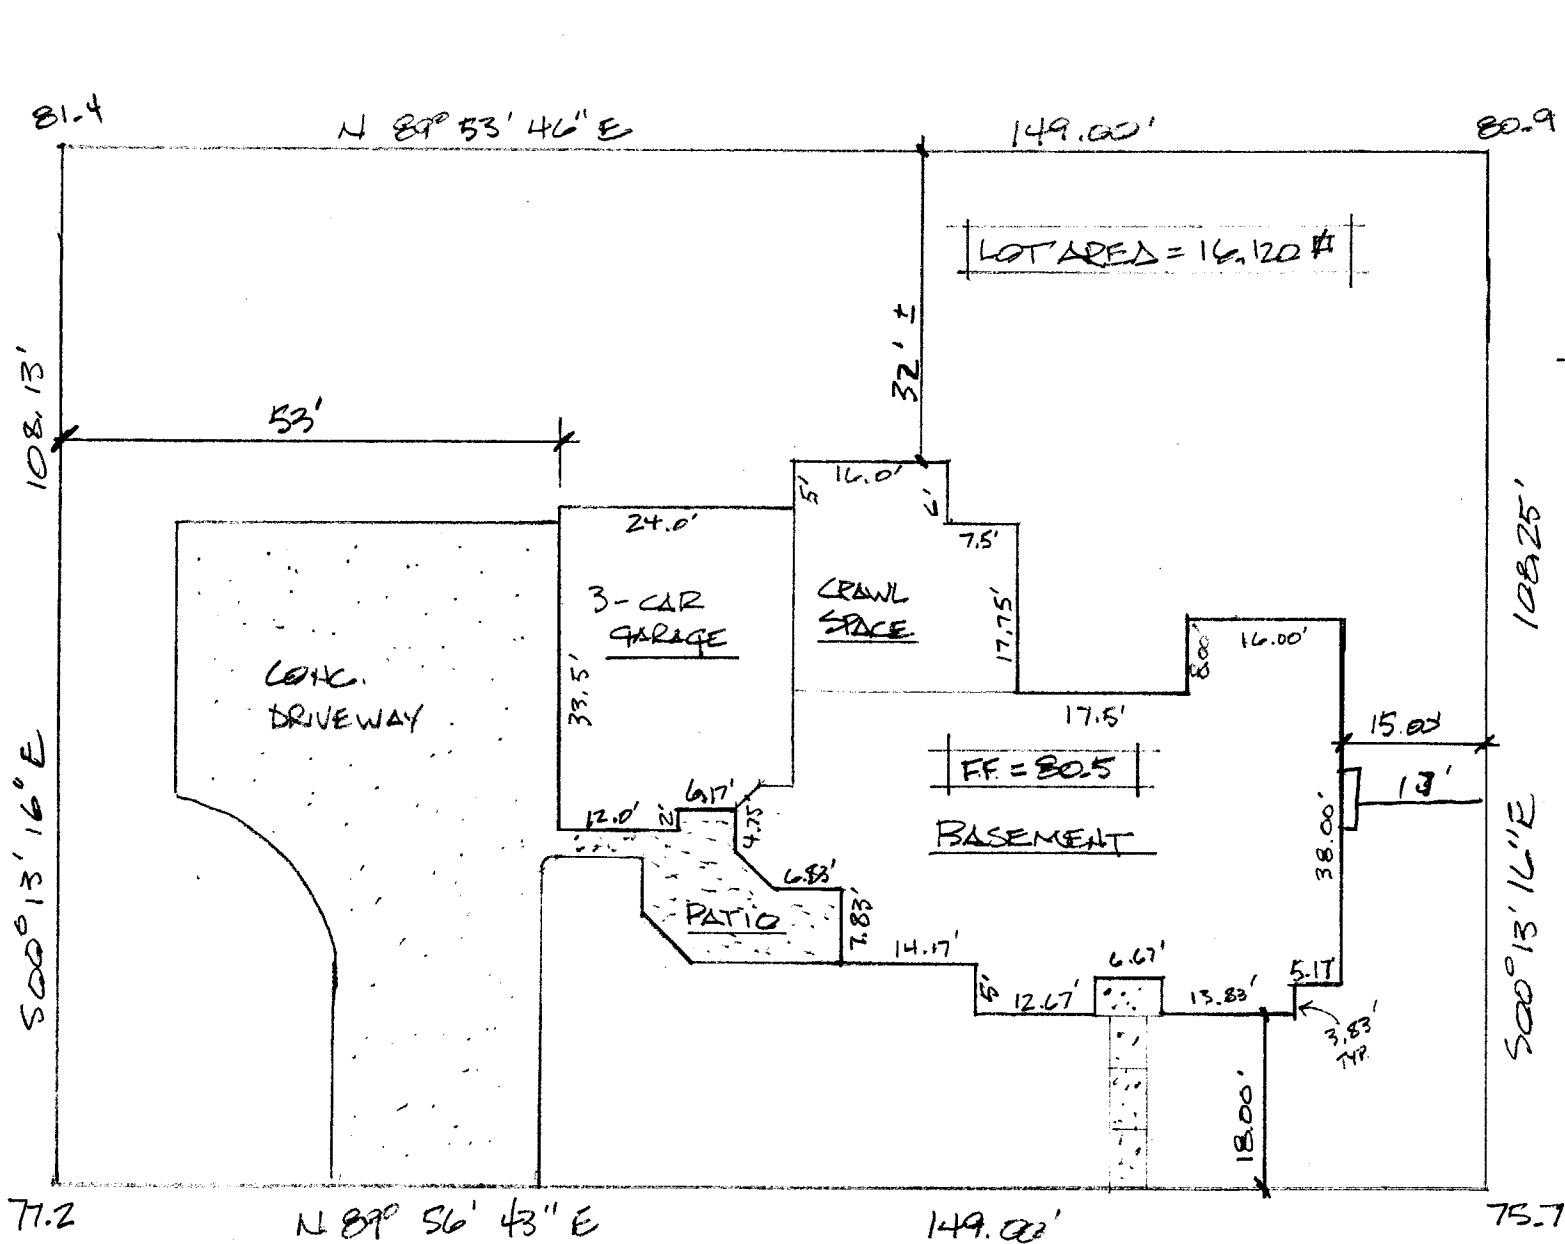 81.4
N 89° 53' 46" E
149.00'
80.9
LOT AREA = 16,120 #
32' ±
108.13'
53'
16.0'
5'
6'
24.0'
7.5'
108.25'
3-CAR
GARAGE
CRAWL
SPACE
17.75'
8.00'
16.00'
CONC.
DRIVEWAY
33.5'
17.5'
15.00'
F.F. = 80.5
13'
6.17'
12.0'
2'
4.75
BASEMENT
38.00'
6.83'
PATIO
7.83'
14.17'
6.67'
5.17'
5'
12.67'
13.83'
3.83'
TYP.
S 00° 13' 16" E
S 00° 13' 16" E
18.00'
77.2
N 89° 56' 43" E
149.00'
75.7